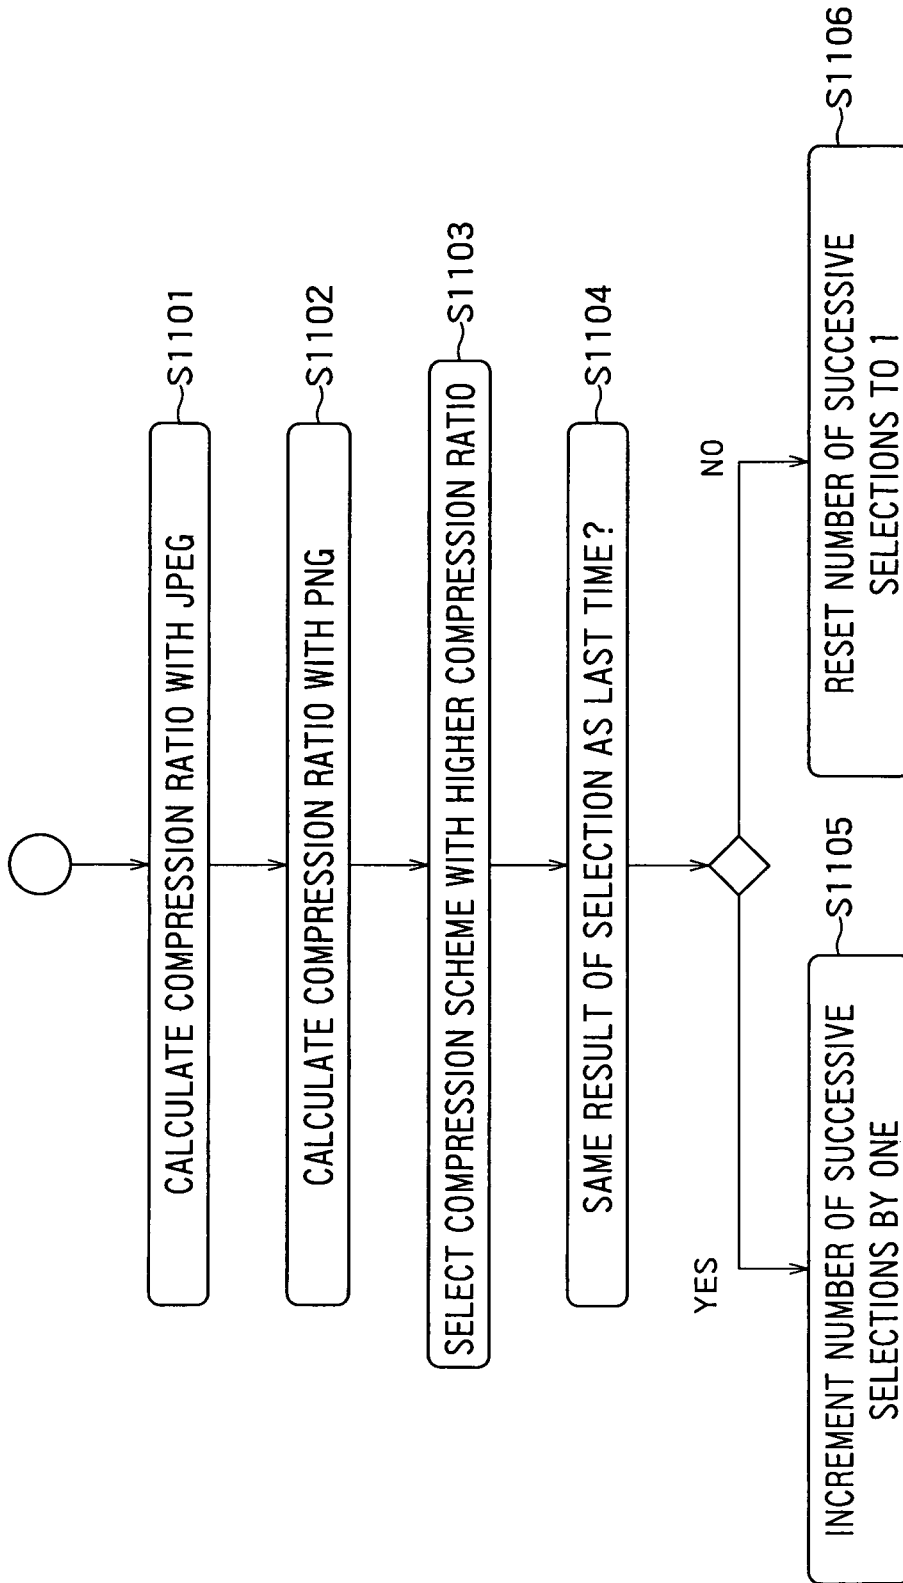 CALCULATE COMPRESSION RATIO WITH JPEG
S1101
CALCULATE COMPRESSION RATIO WITH PNG
S1102
SELECT COMPRESSION SCHEME WITH HIGHER COMPRESSION RATIO
S1103
SAME RESULT OF SELECTION AS LAST TIME?
S1104
YES
NO
INCREMENT NUMBER OF SUCCESSIVE
SELECTIONS BY ONE
S1105
RESET NUMBER OF SUCCESSIVE
SELECTIONS TO 1
S1106